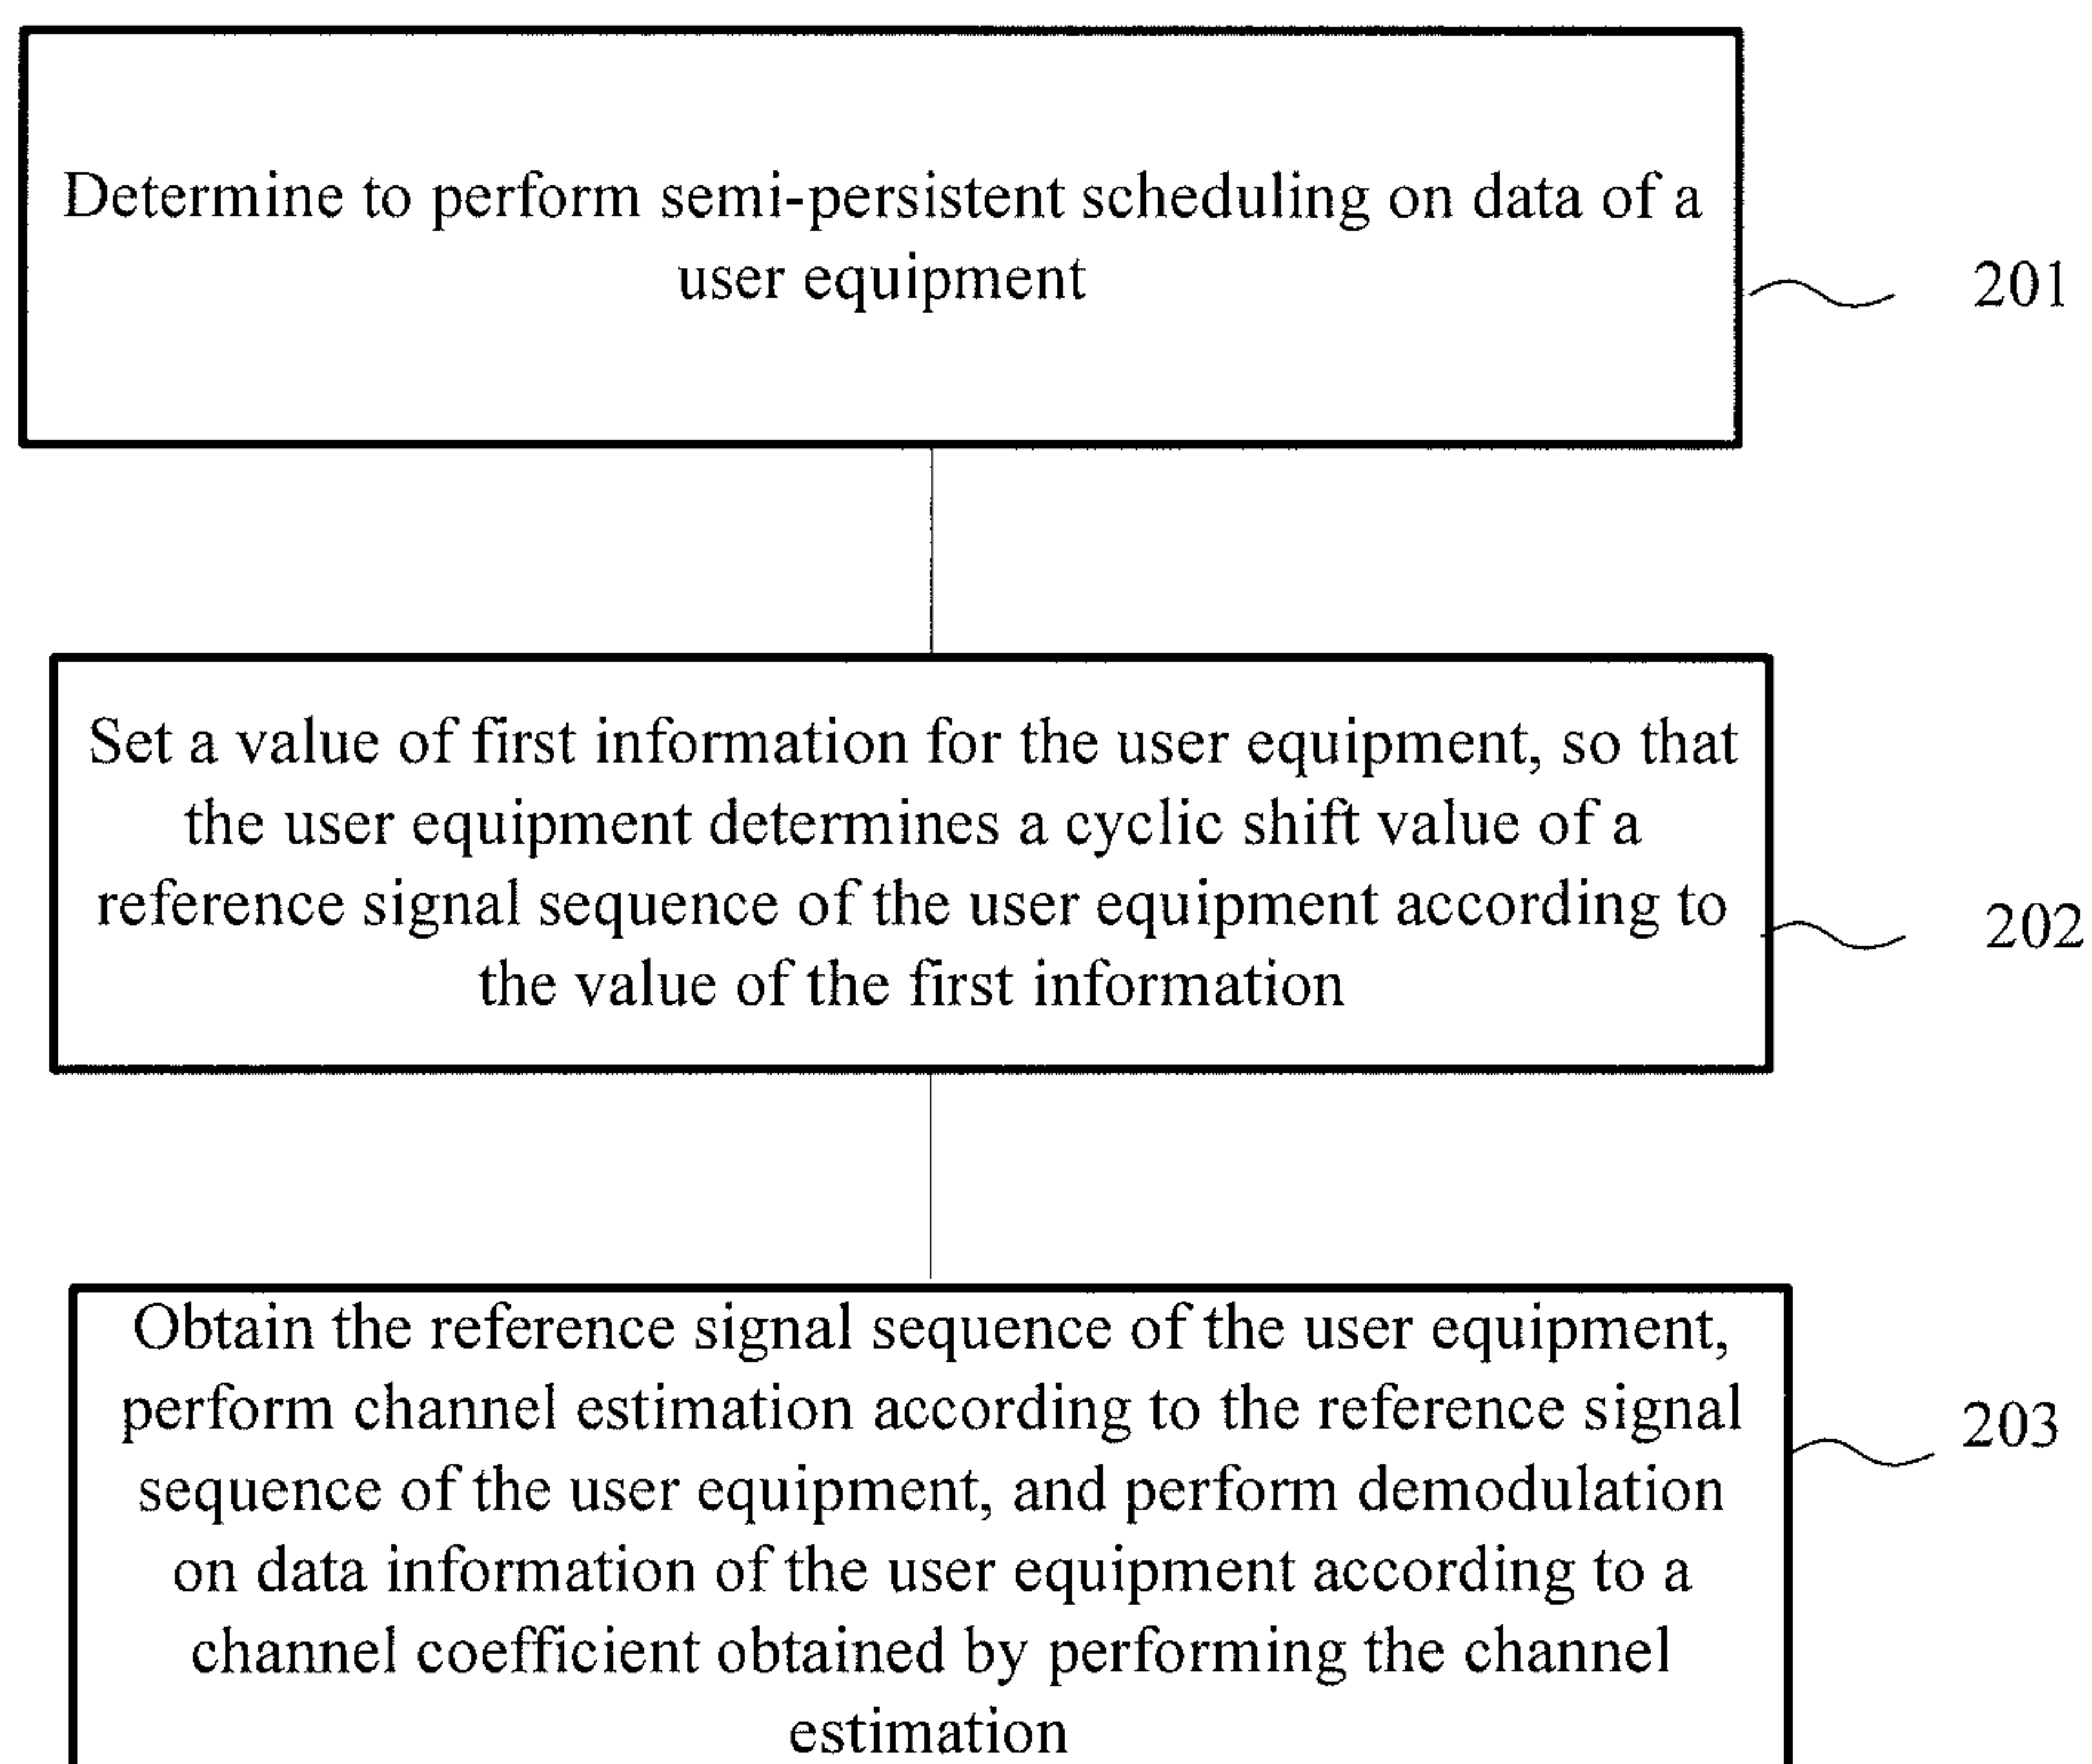 Determine to perform semi-persistent scheduling on data of a
user equipment
201
Set a value of first information for the user equipment, so that
the user equipment determines a cyclic shift value of a
reference signal sequence of the user equipment according to
the value of the first information
202
Obtain the reference signal sequence of the user equipment,
perform channel estimation according to the reference signal
sequence of the user equipment, and perform demodulation
on data information of the user equipment according to a
channel coefficient obtained by performing the channel
estimation
203